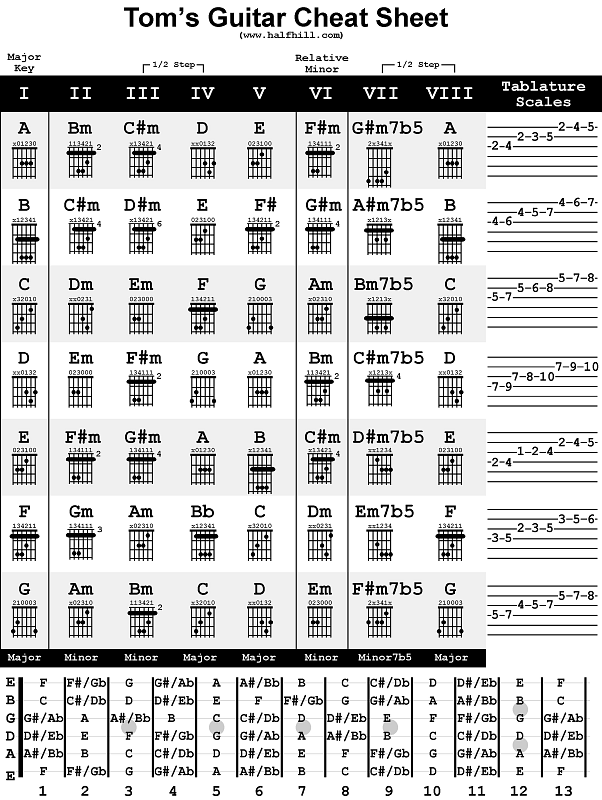 Tom's Guitar Cheat Sheet
(www.halfhill.com)
Major Key 1/2 Step Relative Minor 1/2 Step
I II III IV V VI VII VIII Tablature Scales
A Bm C#m D E F#m G#m7b5 A
x01230 113421 x13421 xx0132 023100 134111 2x341x x01230
2 4 2
2-4 2-3-5 2-4-5
B C#m D#m E F# G#m A#m7b5 B
x12341 x13421 x13421 023100 134211 134111 x1213x x12341
4 6 2 4
4-6 4-5-7 4-6-7
C Dm Em F G Am Bm7b5 C
x32010 xx0231 023000 134211 210003 x02310 x1213x x32010
5-7 5-6-8 5-7-8
D Em F#m G A Bm C#m7b5 D
xx0132 023000 134111 210003 x01230 113421 x1213x xx0132
2 2 4
7-9 7-8-10 7-9-10
E F#m G#m A B C#m D#m7b5 E
023100 134111 134111 x01230 x12341 x13421 xx1234 023100
2 4 4
2-4 1-2-4 2-4-5
F Gm Am Bb C Dm Em7b5 F
134211 134111 x02310 x12341 x32010 xx0231 xx1234 134211
3
3-5 2-3-5 3-5-6
G Am Bm C D Em F#m7b5 G
210003 x02310 113421 x32010 xx0132 023000 2x341x 210003
2
5-7 4-5-7 5-7-8
Major Minor Minor Major Major Minor Minor7b5 Major
E F F#/Gb G G#/Ab A A#/Bb B C C#/Db D D#/Eb E F
B C C#/Db D D#/Eb E F F#/Gb G G#/Ab A A#/Bb B C
G G#/Ab A A#/Bb B C C#/Db D D#/Eb E F F#/Gb G G#/Ab
D D#/Eb E F F#/Gb G G#/Ab A A#/Bb B C C#/Db D D#/Eb
A A#/Bb B C C#/Db D D#/Eb E F F#/Gb G G#/Ab A A#/Bb
E F F#/Gb G G#/Ab A A#/Bb B C C#/Db D D#/Eb E F
1 2 3 4 5 6 7 8 9 10 11 12 13